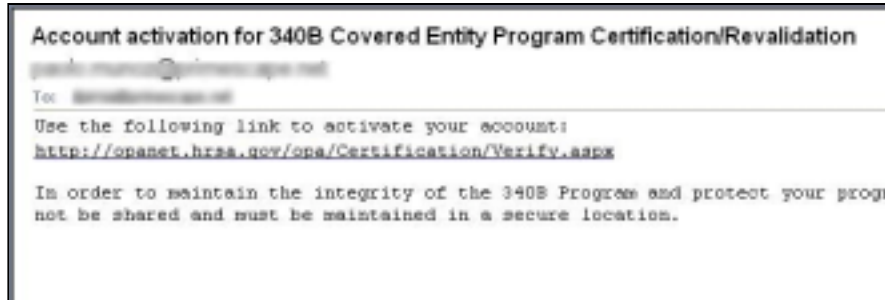 Account activation for 340B Covered Entity Program Certification/Revalidation
To:
Use the following link to activate your account:
http://opanet.hrsa.gov/opa/Certification/Verify.aspx
In order to maintain the integrity of the 340B Program and protect your progr
not be shared and must be maintained in a secure location.